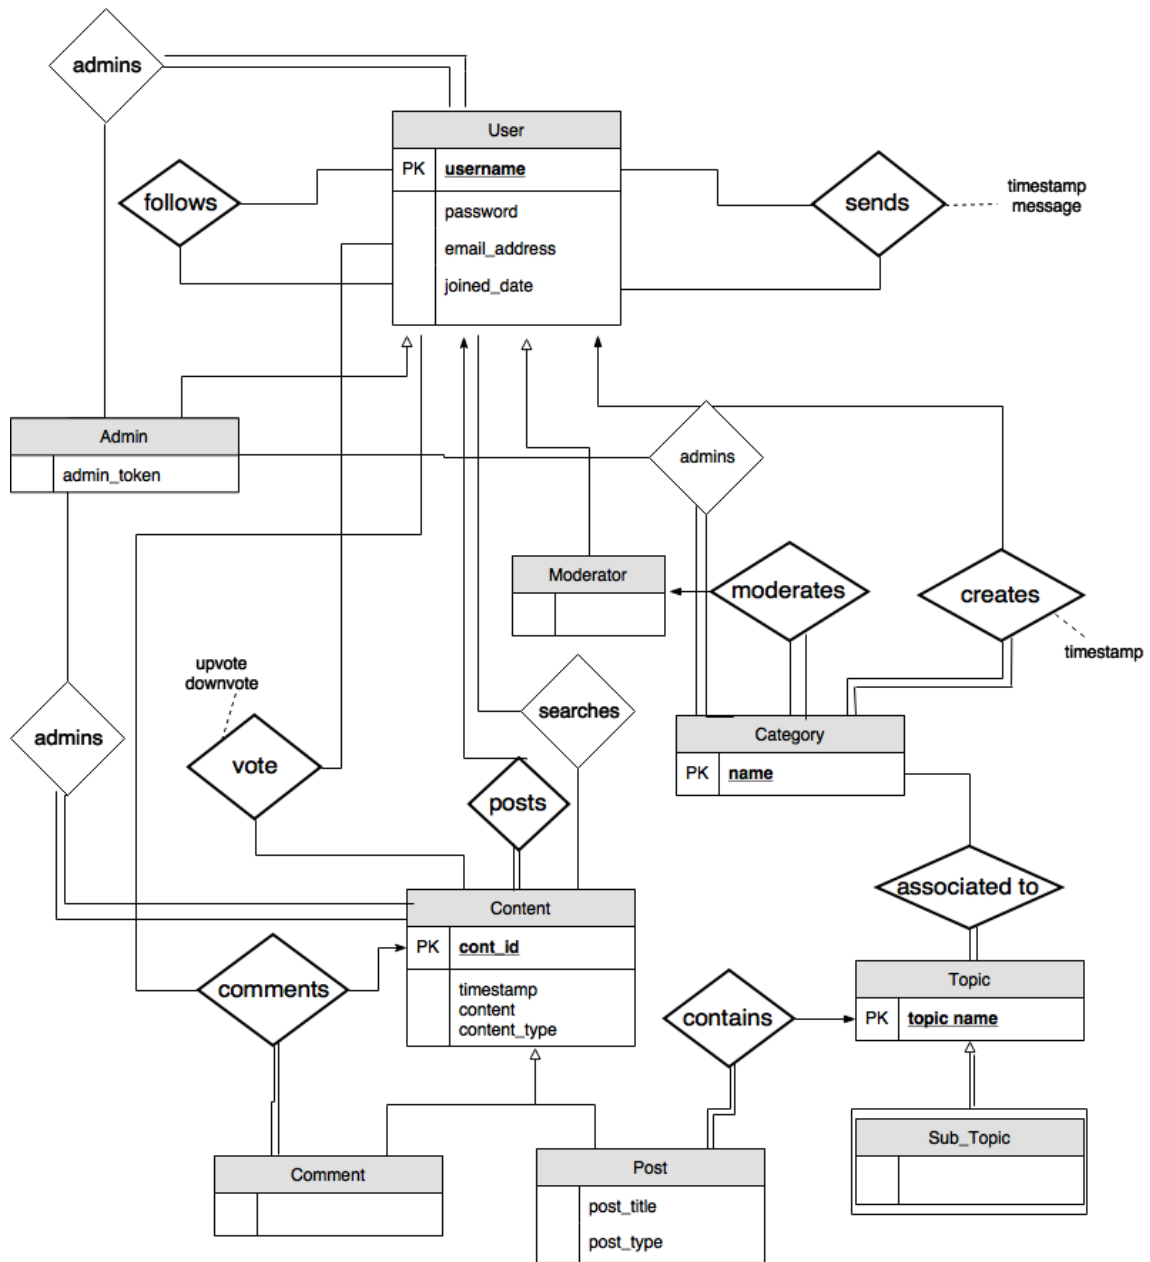 admins
User
PK username
follows
sends
timestamp
message
password
email_address
joined_date
Admin
admin_token
admins
Moderator
moderates
creates
timestamp
upvote
downvote
searches
admins
vote
Category
PK name
posts
associated to
Content
PK cont_id
comments
timestamp
content
content_type
contains
Topic
PK topic name
Sub_Topic
Comment
Post
post_title
post_type